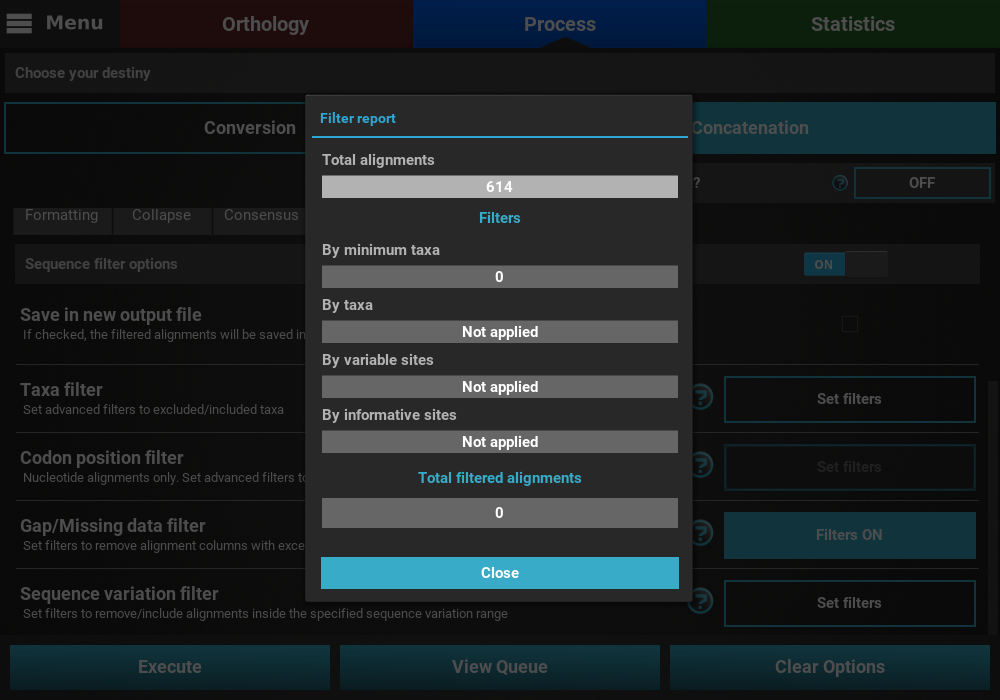 Menu
Orthology
Process
Statistics
Choose your destiny
Conversion
Concatenation
?
?
OFF
Formatting
Collapse
Consensus
Sequence filter options
ON
Save in new output file
If checked, the filtered alignments will be saved in
Taxa filter
Set advanced filters to excluded/included taxa
?
Set filters
Codon position filter
Nucleotide alignments only. Set advanced filters to
?
Set filters
Gap/Missing data filter
Set filters to remove alignment columns with exce
?
Filters ON
Sequence variation filter
Set filters to remove/include alignments inside the specified sequence variation range
?
Set filters
Execute
View Queue
Clear Options
Filter report
Total alignments
614
Filters
By minimum taxa
0
By taxa
Not applied
By variable sites
Not applied
By informative sites
Not applied
Total filtered alignments
0
Close